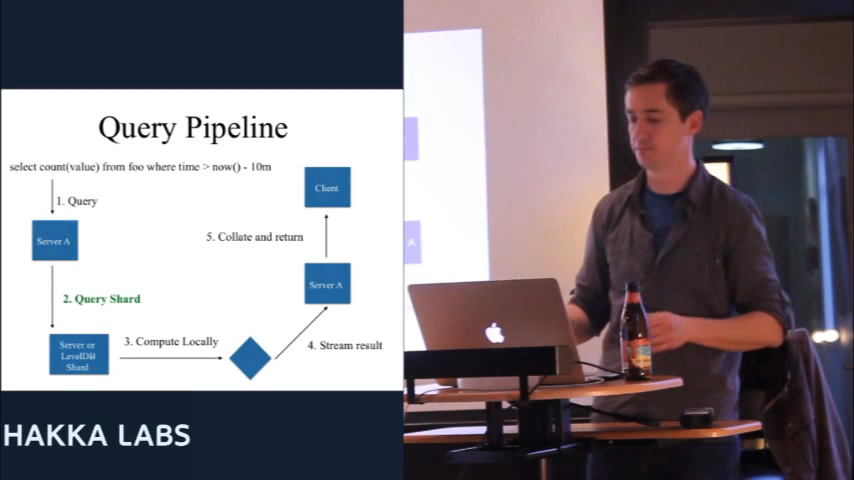 Query Pipeline
select count(value) from foo where time > now() - 10m
Client
1. Query
Server A
5. Collate and return
Server A
2. Query Shard
3. Compute Locally
4. Stream result
Server or
LevelDB
Shard
HAKKA LABS
A